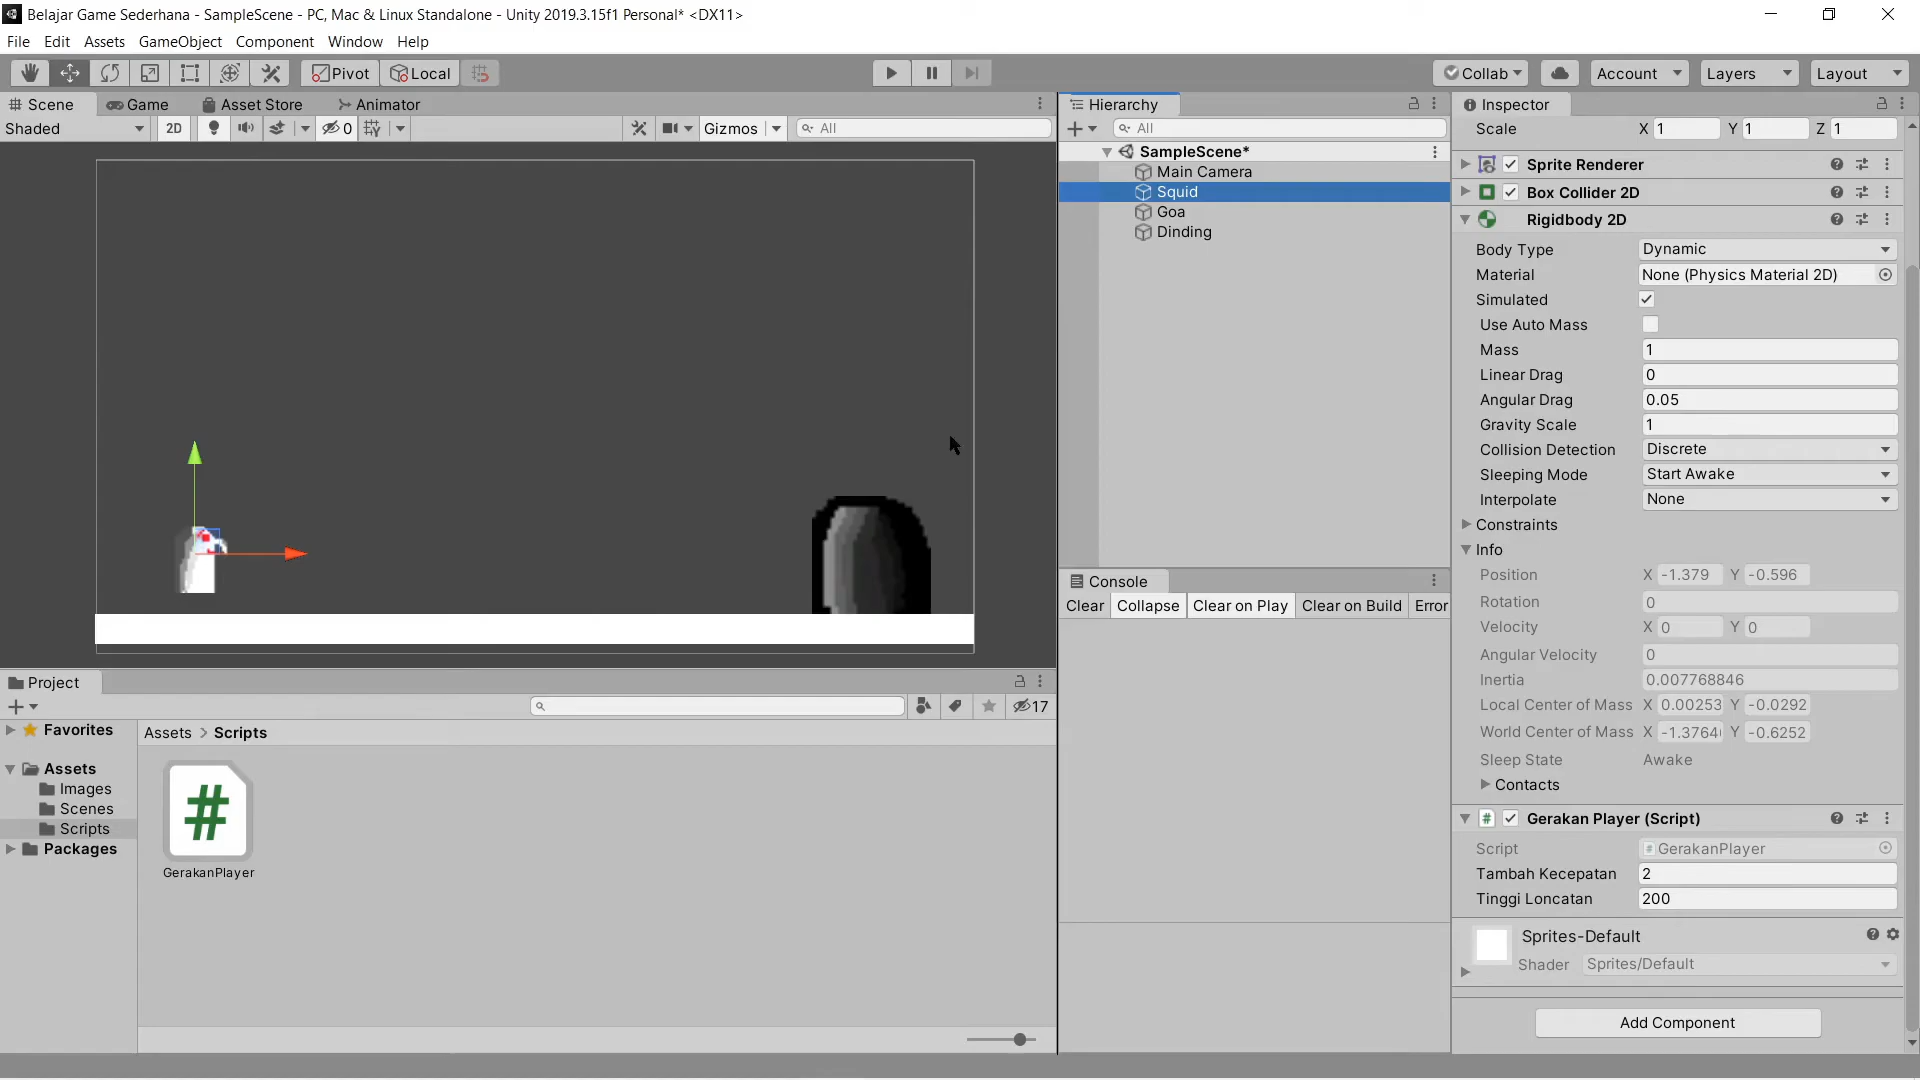 Belajar Game Sederhana - SampleScene - PC, Mac & Linux Standalone - Unity 2019.3.15f1 Personal* <DX11>
File Edit Assets GameObject Component Window Help
Pivot Local Collab Account Layers Layout
Scene Game Asset Store Animator
Shaded 2D 0 Gizmos All
Hierarchy
All
SampleScene*
Main Camera
Squid
Goa
Dinding
Console
Clear Collapse Clear on Play Clear on Build Error
Project
17
Favorites
Assets
Images
Scenes
Scripts
Packages
Assets > Scripts
#
GerakanPlayer
Inspector
Scale X 1 Y 1 Z 1
Sprite Renderer
Box Collider 2D
Rigidbody 2D
Body Type Dynamic
Material None (Physics Material 2D)
Simulated
Use Auto Mass
Mass 1
Linear Drag 0
Angular Drag 0.05
Gravity Scale 1
Collision Detection Discrete
Sleeping Mode Start Awake
Interpolate None
Constraints
Info
Position X -1.379 Y -0.596
Rotation 0
Velocity X 0 Y 0
Angular Velocity 0
Inertia 0.007768846
Local Center of Mass X 0.00253 Y -0.0292
World Center of Mass X -1.3764 Y -0.6252
Sleep State Awake
Contacts
# Gerakan Player (Script)
Script # GerakanPlayer
Tambah Kecepatan 2
Tinggi Loncatan 200
Sprites-Default
Shader Sprites/Default
Add Component